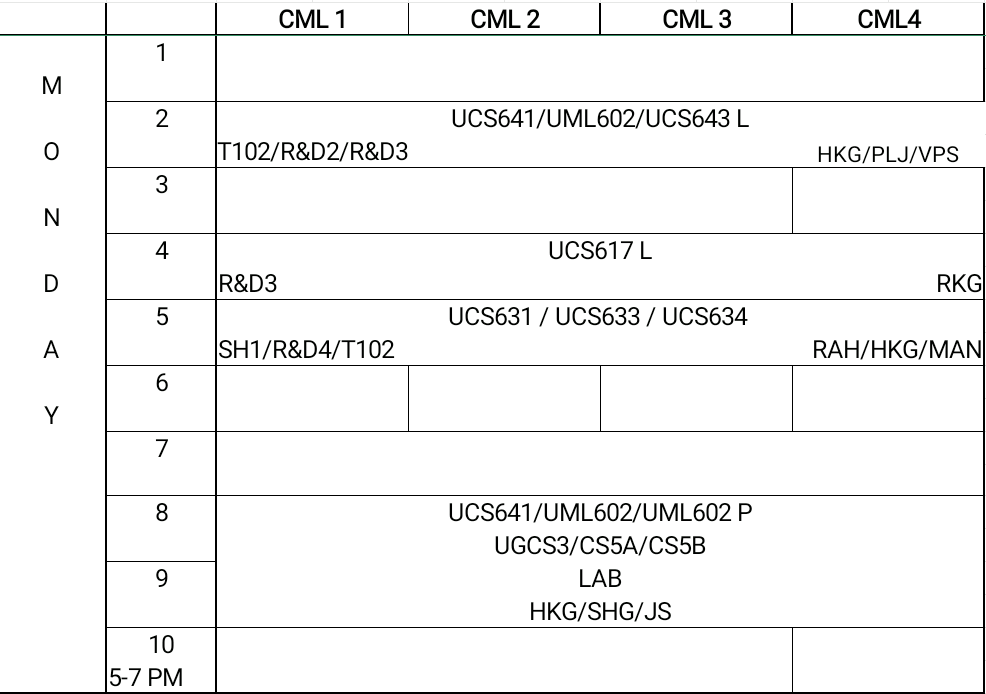 CML 1 CML 2 CML 3 CML4
M
O
N
D
A
Y
1
2 UCS641/UML602/UCS643 L
T102/R&D2/R&D3 HKG/PLJ/VPS
3
4 UCS617 L
R&D3 RKG
5 UCS631 / UCS633 / UCS634
SH1/R&D4/T102 RAH/HKG/MAN
6
7
8 UCS641/UML602/UML602 P
UGCS3/CS5A/CS5B
9 LAB
HKG/SHG/JS
10
5-7 PM